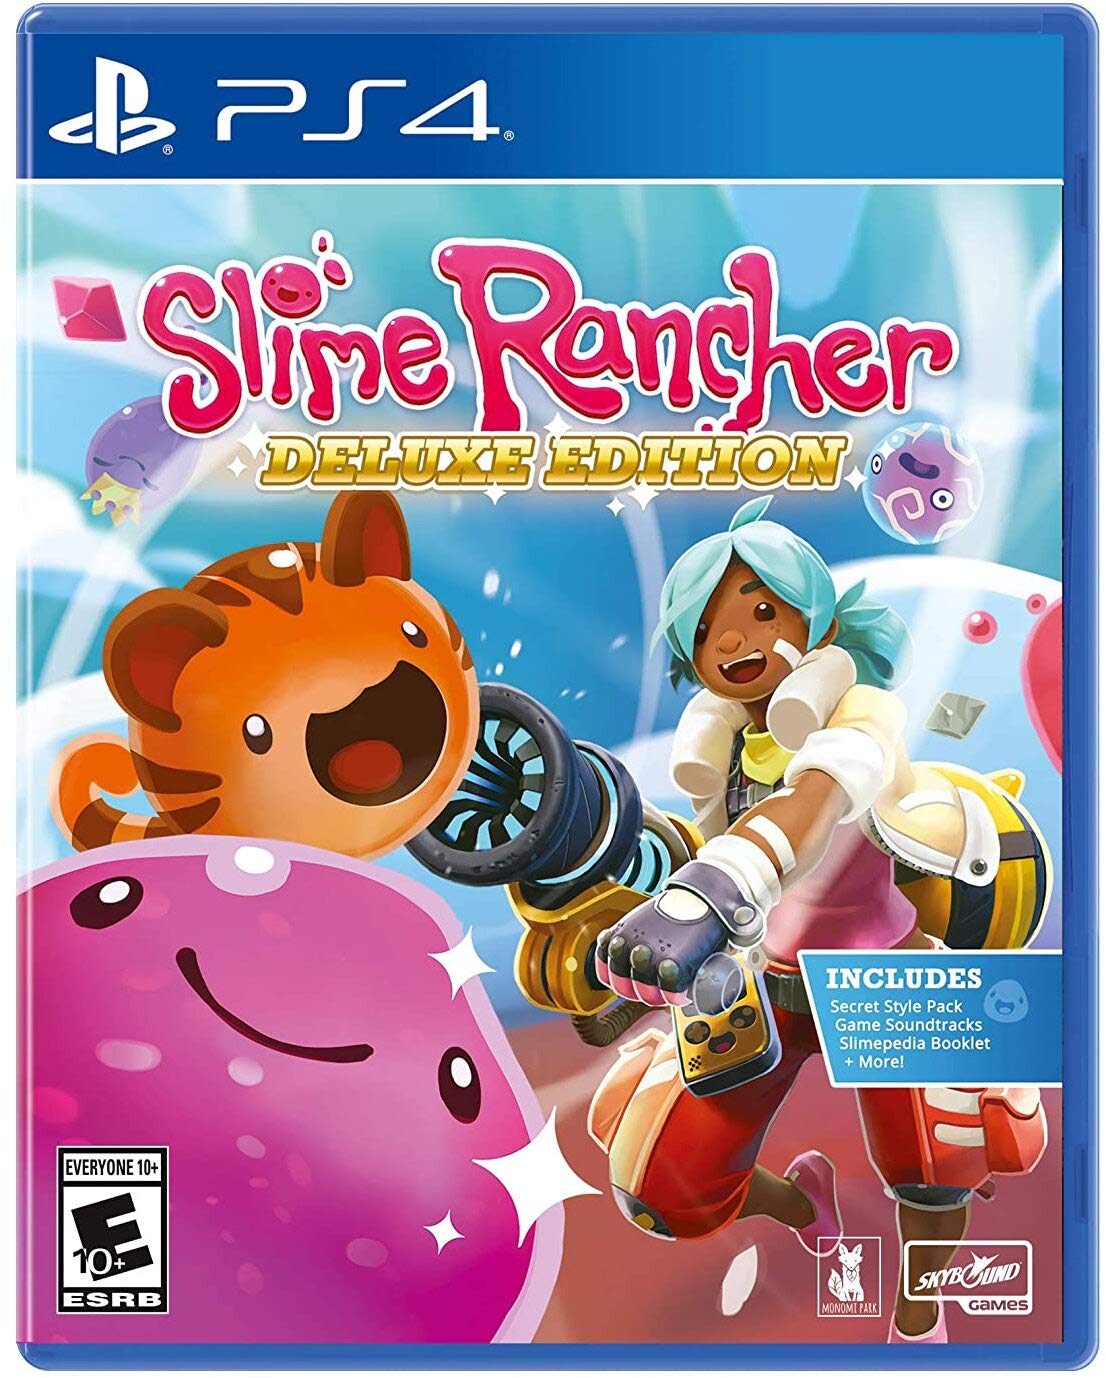 PS4
Slime Rancher
DELUXE EDITION
INCLUDES
Secret Style Pack
Game Soundtracks
Slimepedia Booklet
+ More!
EVERYONE 10+
E
10+
ESRB
MONOMI PARK
SKYBOUND
GAMES